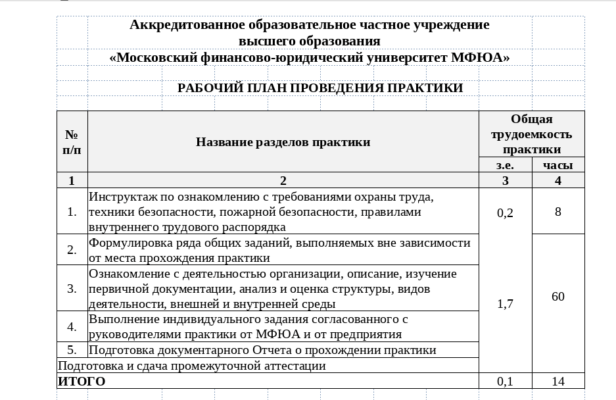 Аккредитованное образовательное частное учреждение
высшего образования
«Московский финансово-юридический университет МФЮА»
РАБОЧИЙ ПЛАН ПРОВЕДЕНИЯ ПРАКТИКИ
№ п/п
Название разделов практики
Общая
трудоемкость
практики
з.е. часы
1 2 3 4
1. Инструктаж по ознакомлению с требованиями охраны труда,
техники безопасности, пожарной безопасности, правилами
внутреннего трудового распорядка
0,2 8
2. Формулировка ряда общих заданий, выполняемых вне зависимости
от места прохождения практики
3. Ознакомление с деятельностью организации, описание, изучение
первичной документации, анализ и оценка структуры, видов
деятельности, внешней и внутренней среды
1,7 60
4. Выполнение индивидуального задания согласованного с
руководителями практики от МФЮА и от предприятия
5. Подготовка документарного Отчета о прохождении практики
Подготовка и сдача промежуточной аттестации
ИТОГО 0,1 14